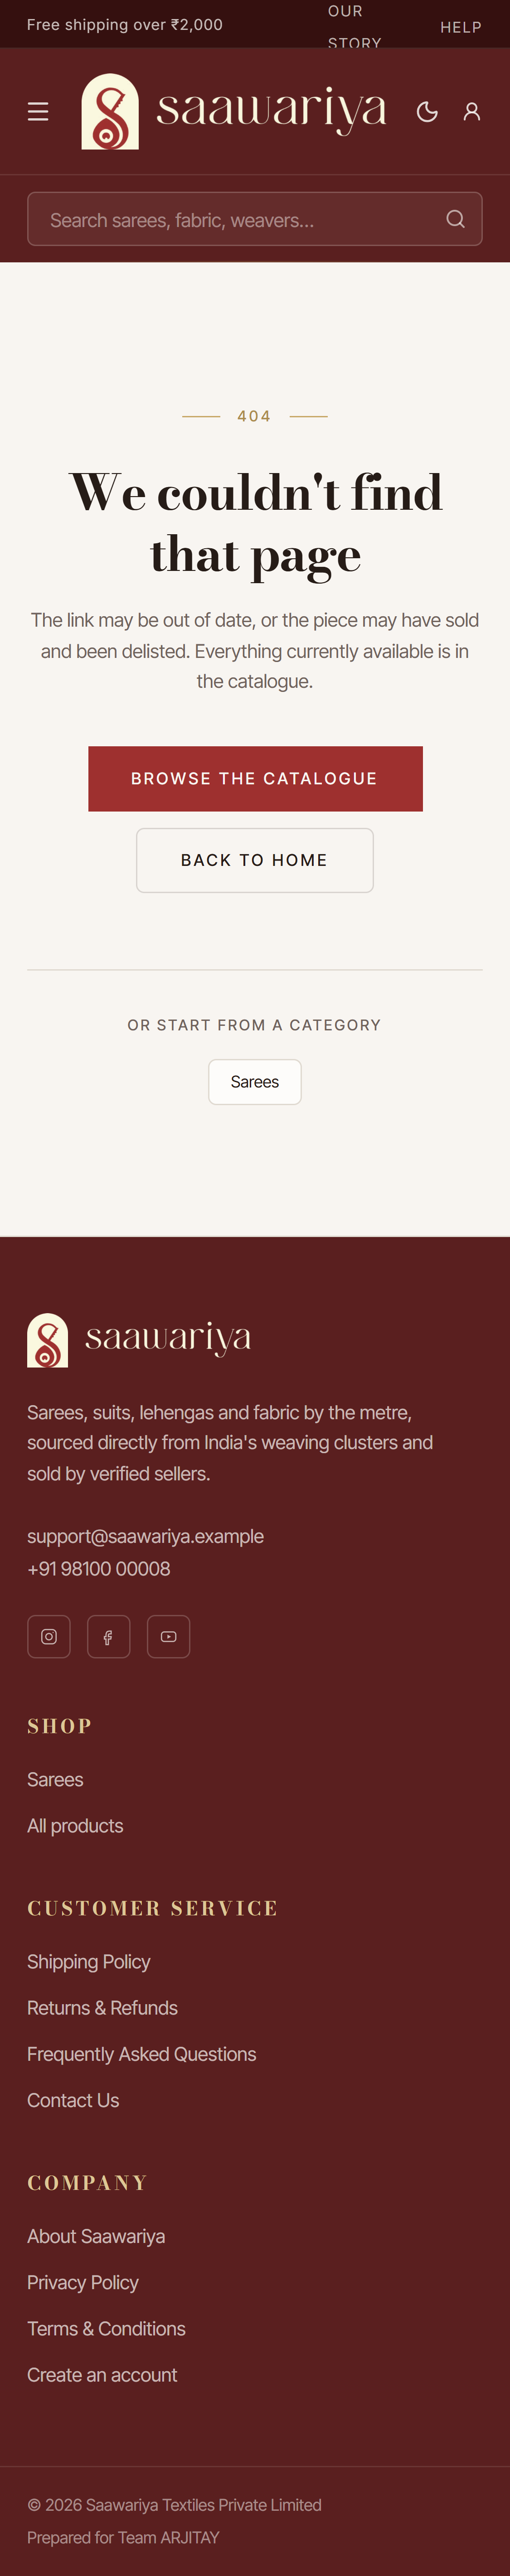 Free shipping over ₹2,000
OUR
STORY
HELP
saawariya
Search sarees, fabric, weavers...
404
We couldn't find
that page
The link may be out of date, or the piece may have sold
and been delisted. Everything currently available is in
the catalogue.
BROWSE THE CATALOGUE
BACK TO HOME
OR START FROM A CATEGORY
Sarees
saawariya
Sarees, suits, lehengas and fabric by the metre,
sourced directly from India's weaving clusters and
sold by verified sellers.
support@saawariya.example
+91 98100 00008
SHOP
Sarees
All products
CUSTOMER SERVICE
Shipping Policy
Returns & Refunds
Frequently Asked Questions
Contact Us
COMPANY
About Saawariya
Privacy Policy
Terms & Conditions
Create an account
© 2026 Saawariya Textiles Private Limited
Prepared for Team ARJITAY